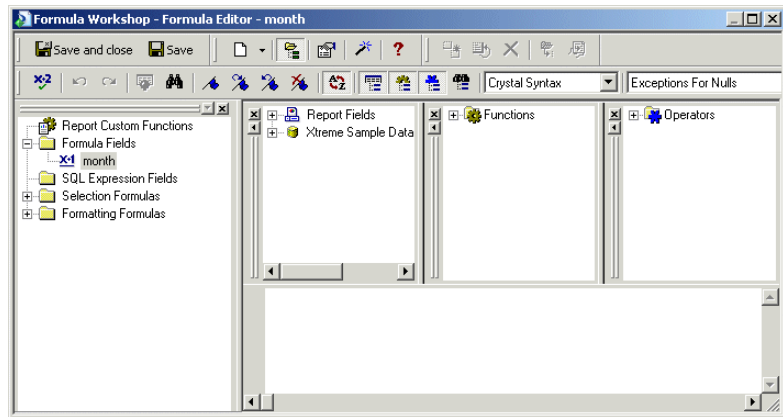 Formula Workshop - Formula Editor - month
Save and close Save
Crystal Syntax Exceptions For Nulls
Report Custom Functions
Formula Fields
month
SQL Expression Fields
Selection Formulas
Formatting Formulas
Report Fields
Xtreme Sample Data
Functions
Operators